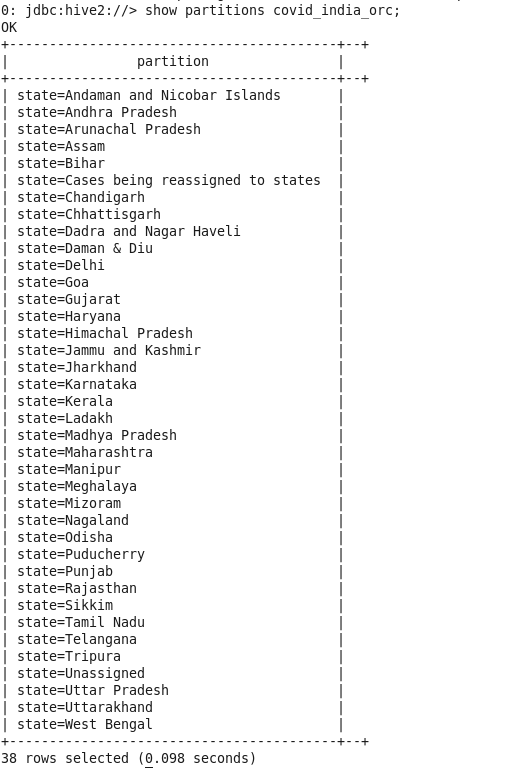 0: jdbc:hive2://> show partitions covid_india_orc;
OK
+-----------------------------------------+--+
|                partition                |
+-----------------------------------------+--+
| state=Andaman and Nicobar Islands       |
| state=Andhra Pradesh                    |
| state=Arunachal Pradesh                 |
| state=Assam                             |
| state=Bihar                             |
| state=Cases being reassigned to states  |
| state=Chandigarh                        |
| state=Chhattisgarh                      |
| state=Dadra and Nagar Haveli            |
| state=Daman & Diu                       |
| state=Delhi                             |
| state=Goa                               |
| state=Gujarat                           |
| state=Haryana                           |
| state=Himachal Pradesh                  |
| state=Jammu and Kashmir                 |
| state=Jharkhand                         |
| state=Karnataka                         |
| state=Kerala                            |
| state=Ladakh                            |
| state=Madhya Pradesh                    |
| state=Maharashtra                       |
| state=Manipur                           |
| state=Meghalaya                         |
| state=Mizoram                           |
| state=Nagaland                          |
| state=Odisha                            |
| state=Puducherry                        |
| state=Punjab                            |
| state=Rajasthan                         |
| state=Sikkim                            |
| state=Tamil Nadu                        |
| state=Telangana                         |
| state=Tripura                           |
| state=Unassigned                        |
| state=Uttar Pradesh                     |
| state=Uttarakhand                       |
| state=West Bengal                       |
+-----------------------------------------+--+
38 rows selected (0.098 seconds)